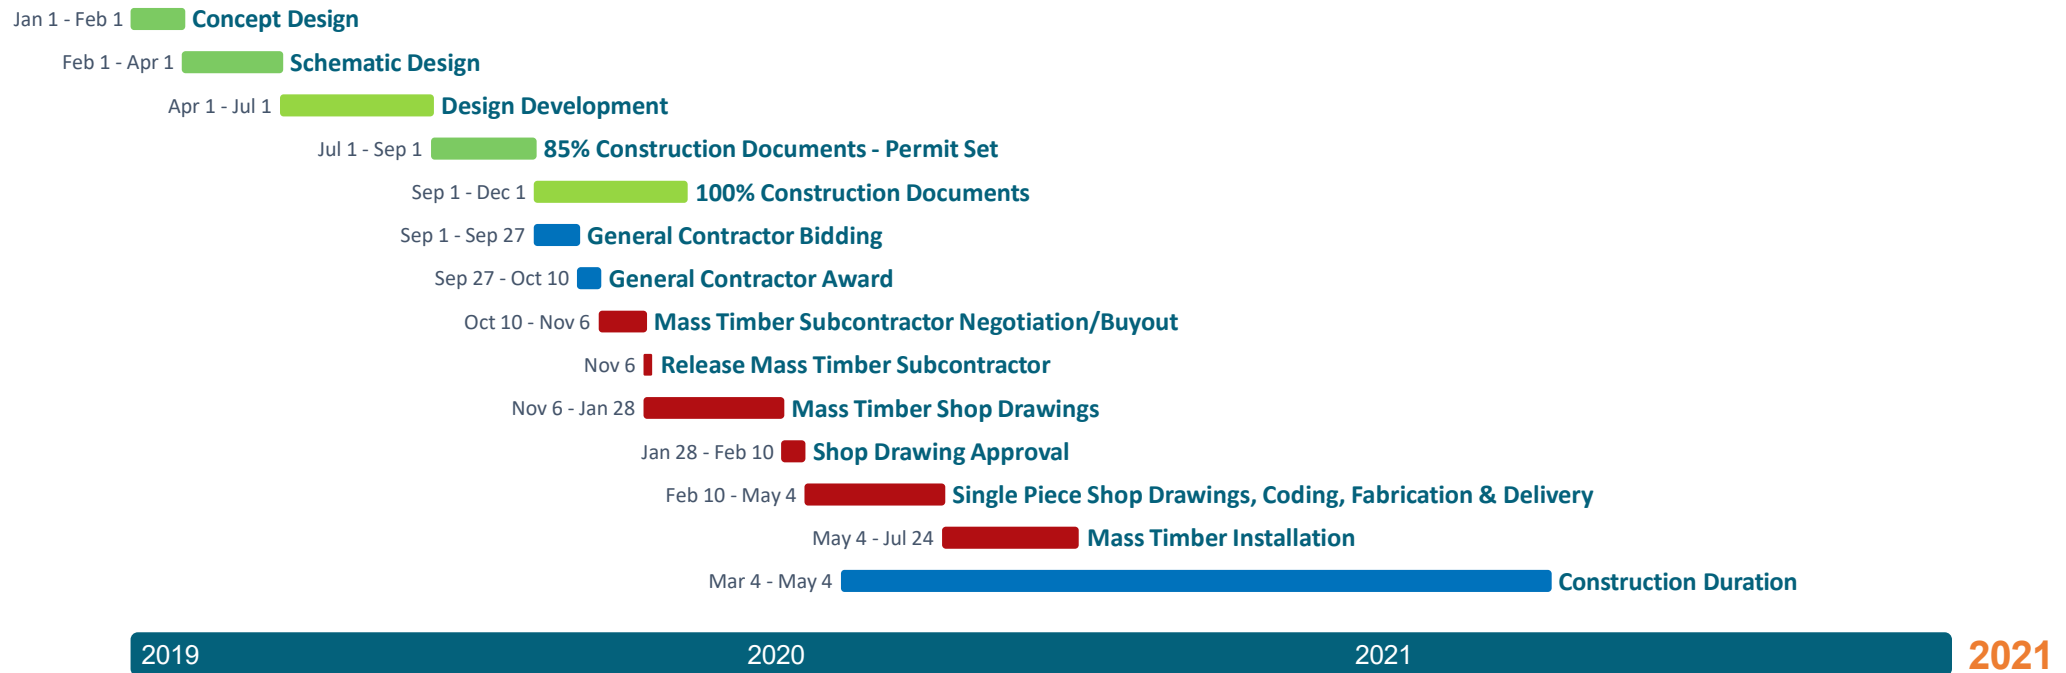 Jan 1 - Feb 1 Concept Design
Feb 1 - Apr 1 Schematic Design
Apr 1 - Jul 1 Design Development
Jul 1 - Sep 1 85% Construction Documents - Permit Set
Sep 1 - Dec 1 100% Construction Documents
Sep 1 - Sep 27 General Contractor Bidding
Sep 27 - Oct 10 General Contractor Award
Oct 10 - Nov 6 Mass Timber Subcontractor Negotiation/Buyout
Nov 6 Release Mass Timber Subcontractor
Nov 6 - Jan 28 Mass Timber Shop Drawings
Jan 28 - Feb 10 Shop Drawing Approval
Feb 10 - May 4 Single Piece Shop Drawings, Coding, Fabrication & Delivery
May 4 - Jul 24 Mass Timber Installation
Mar 4 - May 4 Construction Duration
2019 2020 2021 2021